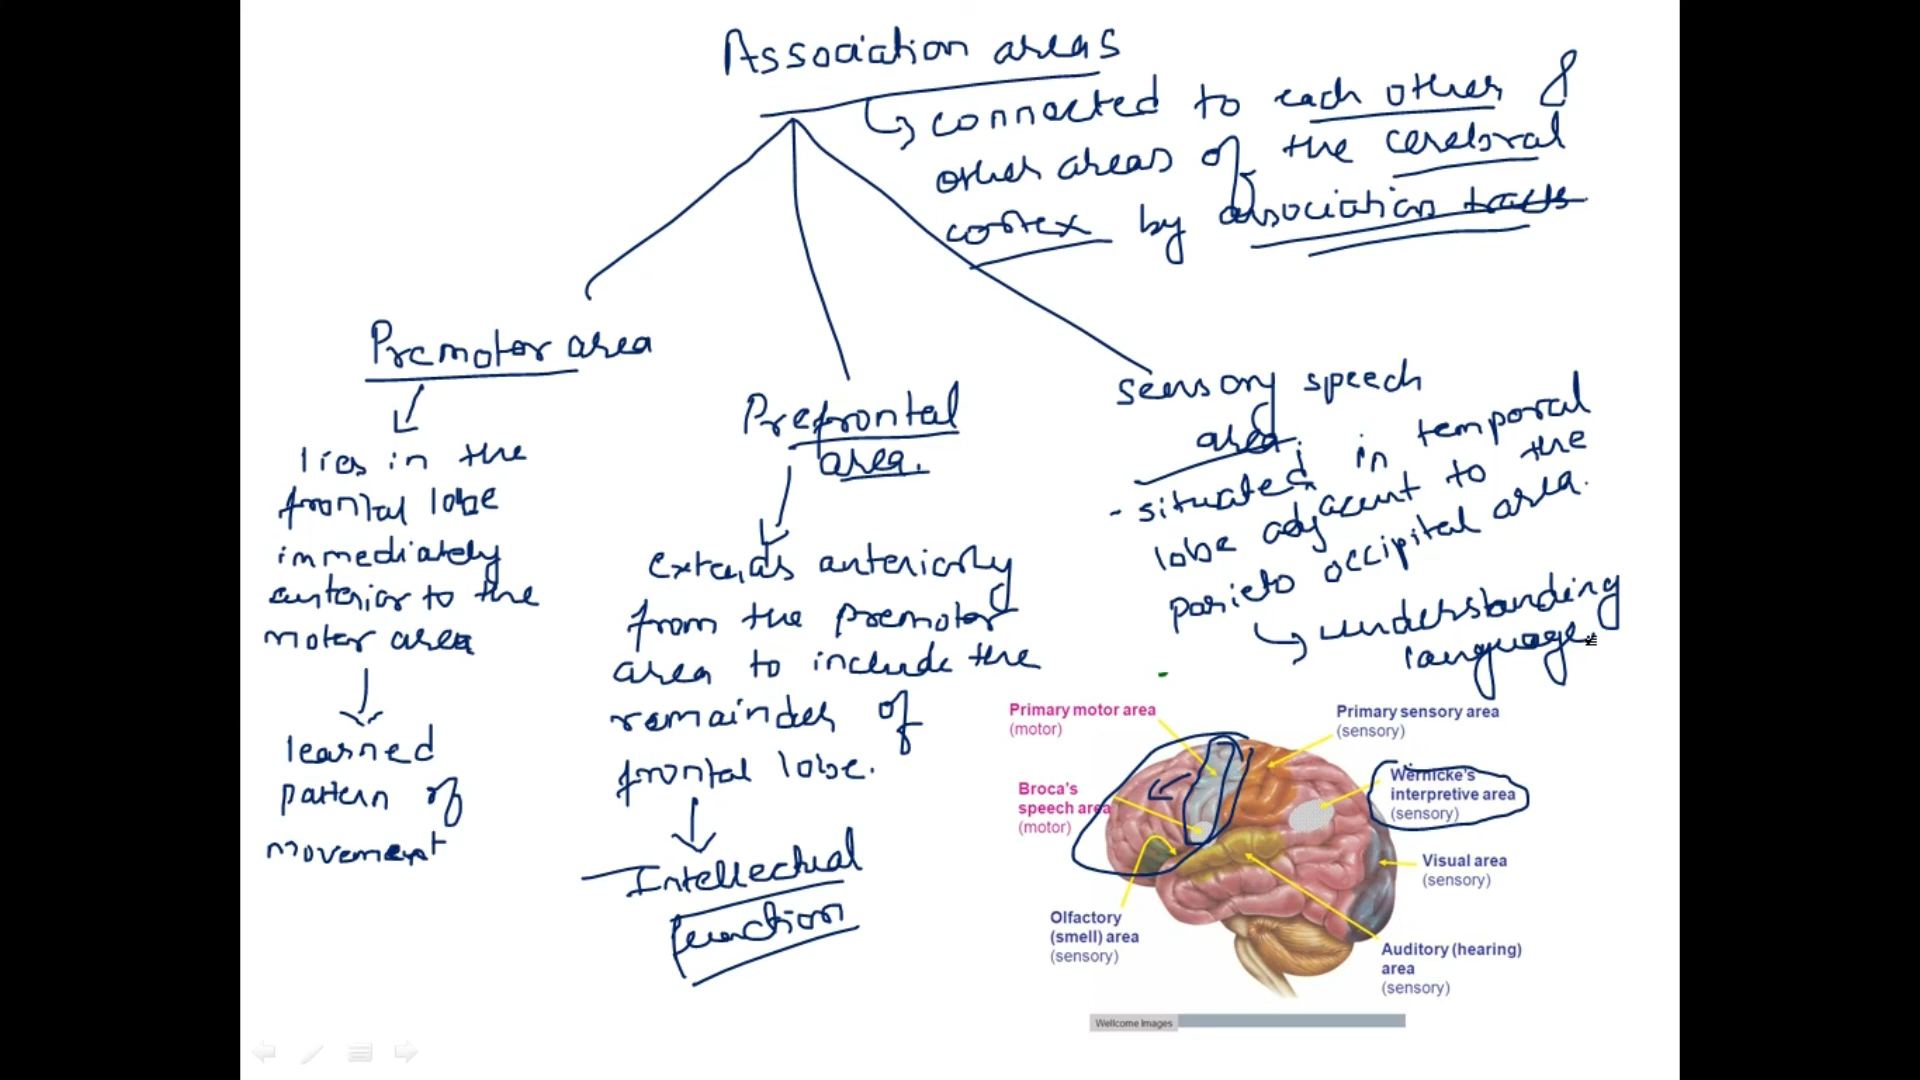 Association areas
↳ connected to each other &
other areas of the cerebral
cortex by association tracts
Premotor area
lies in the
frontal lobe
immediately
anterior to the
motor area
learned
pattern of
movement
Prefrontal
area.
extends anteriorly
from the premotor
area to include the
remainder of
frontal lobe.
Intellectual
function
Sensory speech
area:
- situated in temporal
lobe adjacent to the
parieto occipital area.
↳ understanding
language
Primary motor area
(motor)
Broca's
speech area
(motor)
Olfactory
(smell) area
(sensory)
Primary sensory area
(sensory)
Wernicke's
interpretive area
(sensory)
Visual area
(sensory)
Auditory (hearing)
area
(sensory)
Wellcome Images